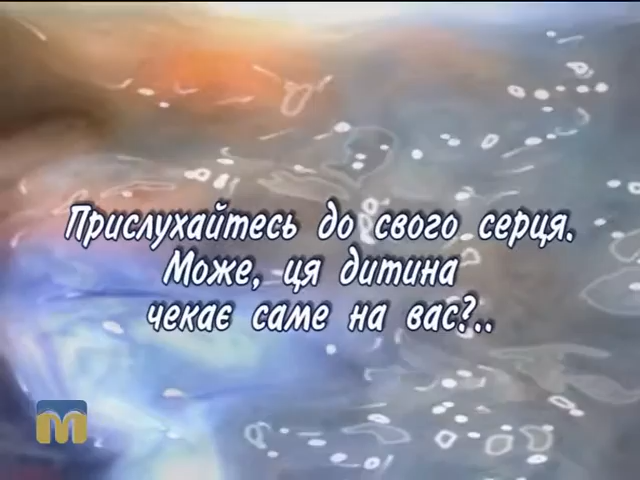 Прислухайтесь до свого серця.
Може, ця дитина
чекає саме на вас?..
М